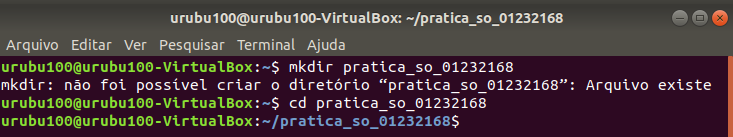 urubu100@urubu100-VirtualBox: ~/pratica_so_01232168
Arquivo Editar Ver Pesquisar Terminal Ajuda
urubu100@urubu100-VirtualBox:~$ mkdir pratica_so_01232168
mkdir: não foi possível criar o diretório “pratica_so_01232168”: Arquivo existe
urubu100@urubu100-VirtualBox:~$ cd pratica_so_01232168
urubu100@urubu100-VirtualBox:~/pratica_so_01232168$